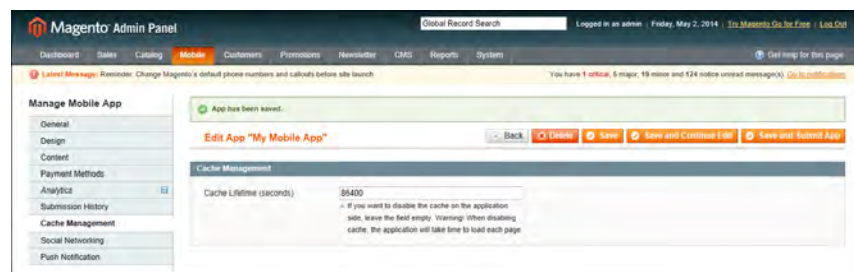 Magento Admin Panel
Global Record Search
Logged in as admin | Friday, May 2, 2014 | Try Magento Go for Free | Log Out
Dashboard Sales Catalog Mobile Customers Promotions Newsletter CMS Reports System
Get help for this page
Latest Message: Reminder: Change Magento's default phone numbers and callouts before site launch
You have 1 critical, 5 major, 19 minor and 124 notice unread message(s). Go to notifications
Manage Mobile App
General
Design
Content
Payment Methods
Analytics
Submission History
Cache Management
Social Networking
Push Notification
App has been saved.
Edit App "My Mobile App"
Back Delete Save Save and Continue Edit Save and Submit App
Cache Management
Cache Lifetime (seconds)
86400
If you want to disable the cache on the application
side, leave the field empty. Warning! When disabling
cache, the application will take time to load each page